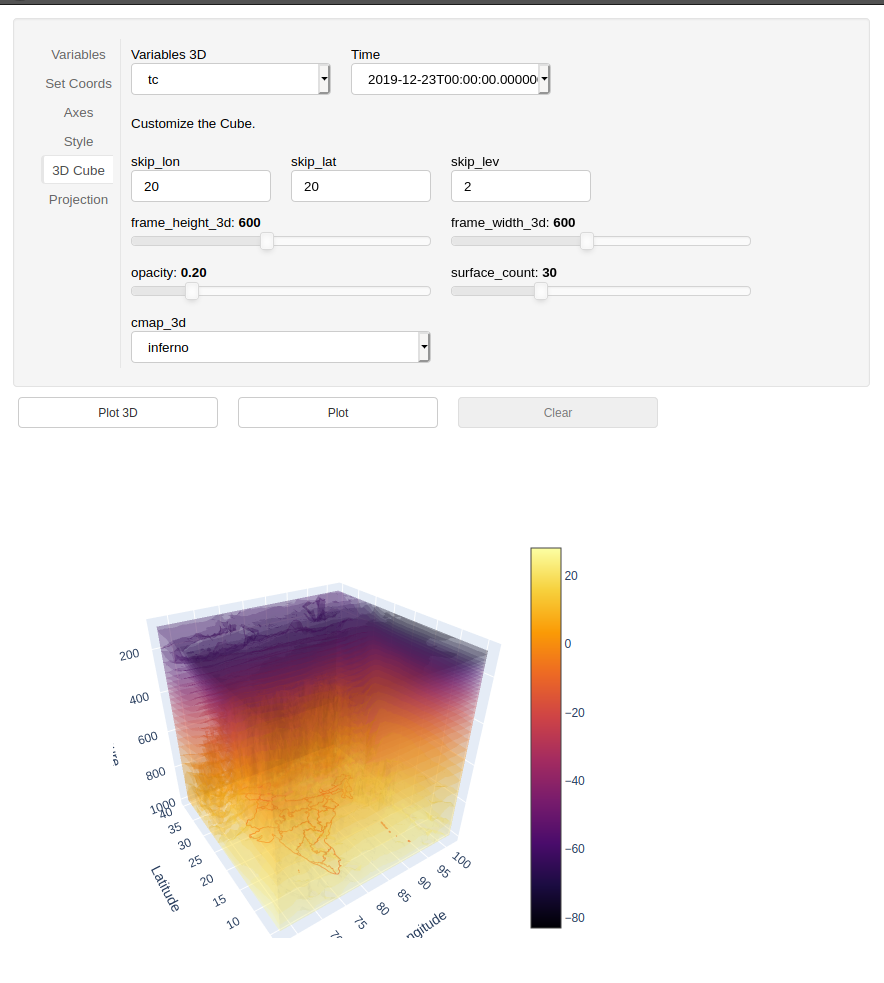 Variables
Set Coords
Axes
Style
3D Cube
Projection
Variables 3D
Time
tc
2019-12-23T00:00:00.00000
Customize the Cube.
skip_lon
skip_lat
skip_lev
20
20
2
frame_height_3d: 600
frame_width_3d: 600
opacity: 0.20
surface_count: 30
cmap_3d
inferno
Plot 3D
Plot
Clear
200
400
600
800
1000
40
35
30
25
20
15
10
Latitude
75
80
85
90
95
100
ngitude
20
0
−20
−40
−60
−80